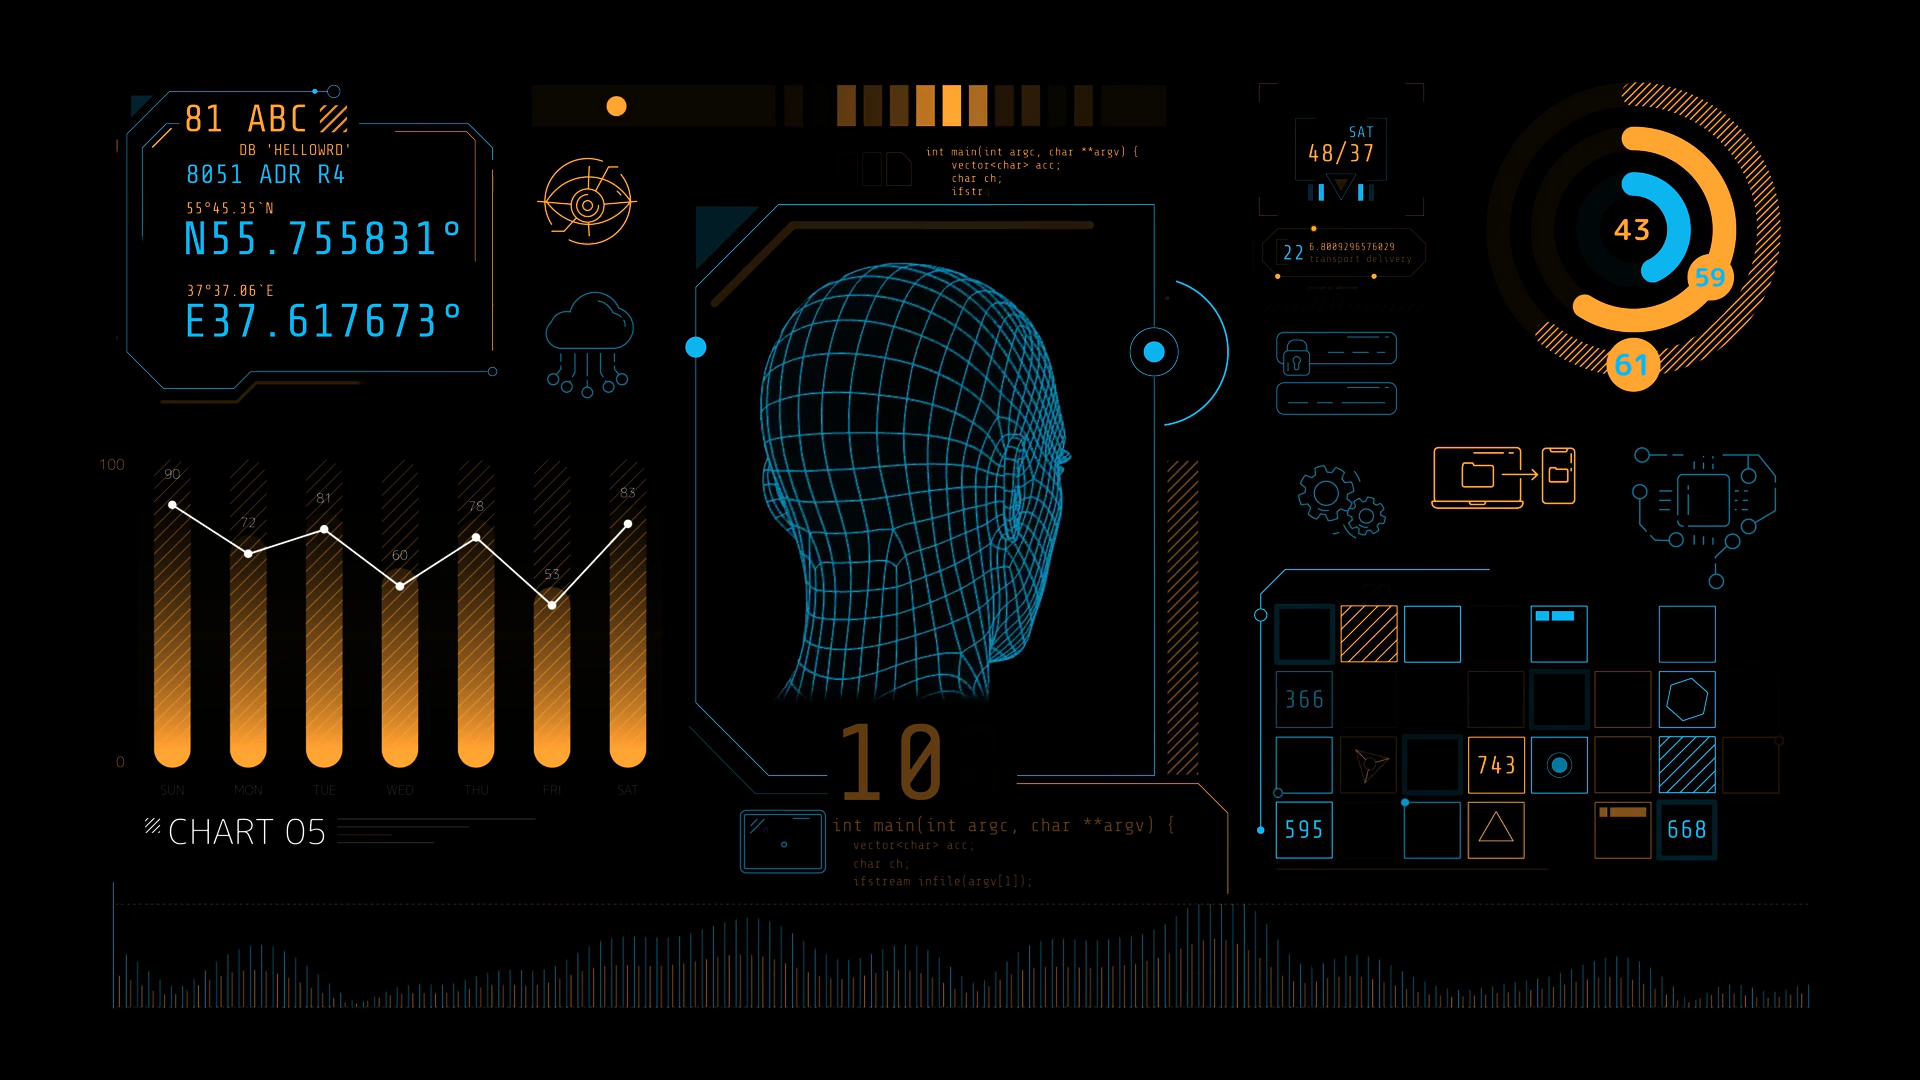 81 ABC
DB 'HELLOWRD'
8051 ADR R4
55°45.35`N
N55.755831°
37°37.06`E
E37.617673°
int main(int argc, char **argv) {
vector<char> acc;
char ch;
ifstr
SAT
48/37
22
6.8009296576029
transport delivery
43
59
61
100
90
72
81
60
78
53
83
0
SUN
MON
TUE
WED
THU
FRI
SAT
CHART 05
10
int main(int argc, char **argv) {
vector<char> acc;
char ch;
ifstream infile(argv[1]);
366
743
595
668